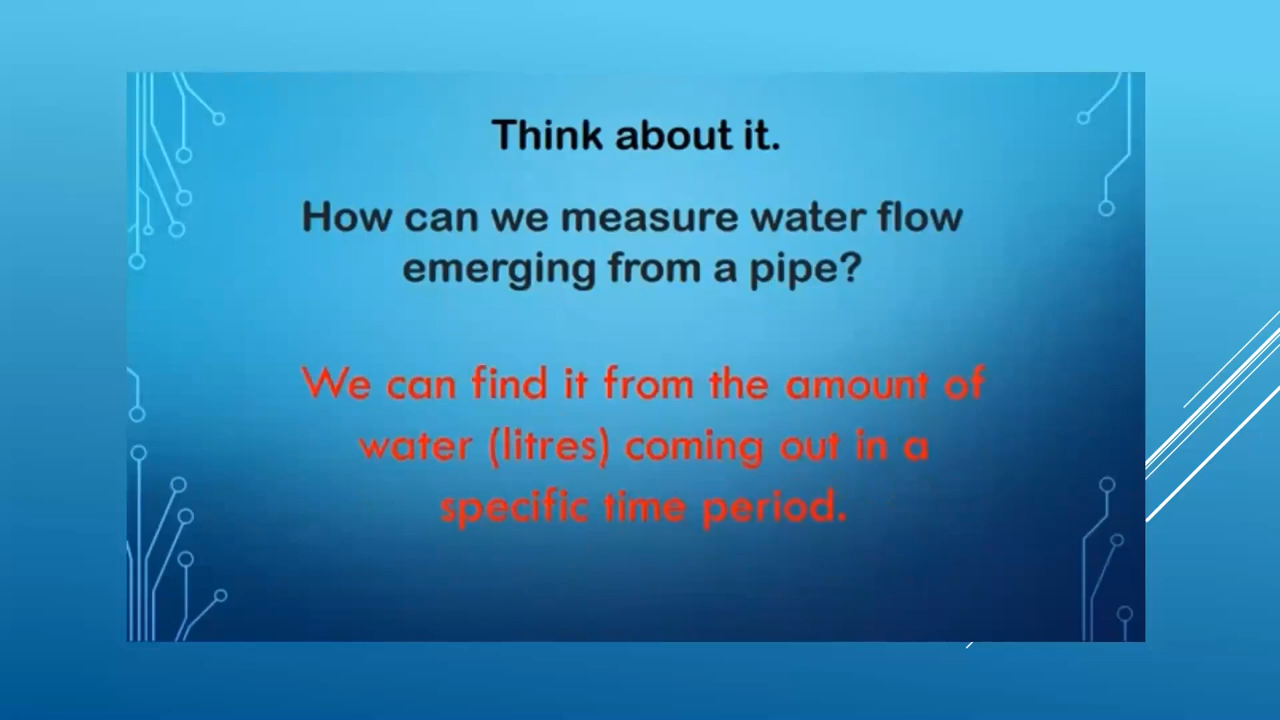 Think about it.
How can we measure water flow
emerging from a pipe?
We can find it from the amount of
water (litres) coming out in a
specific time period.